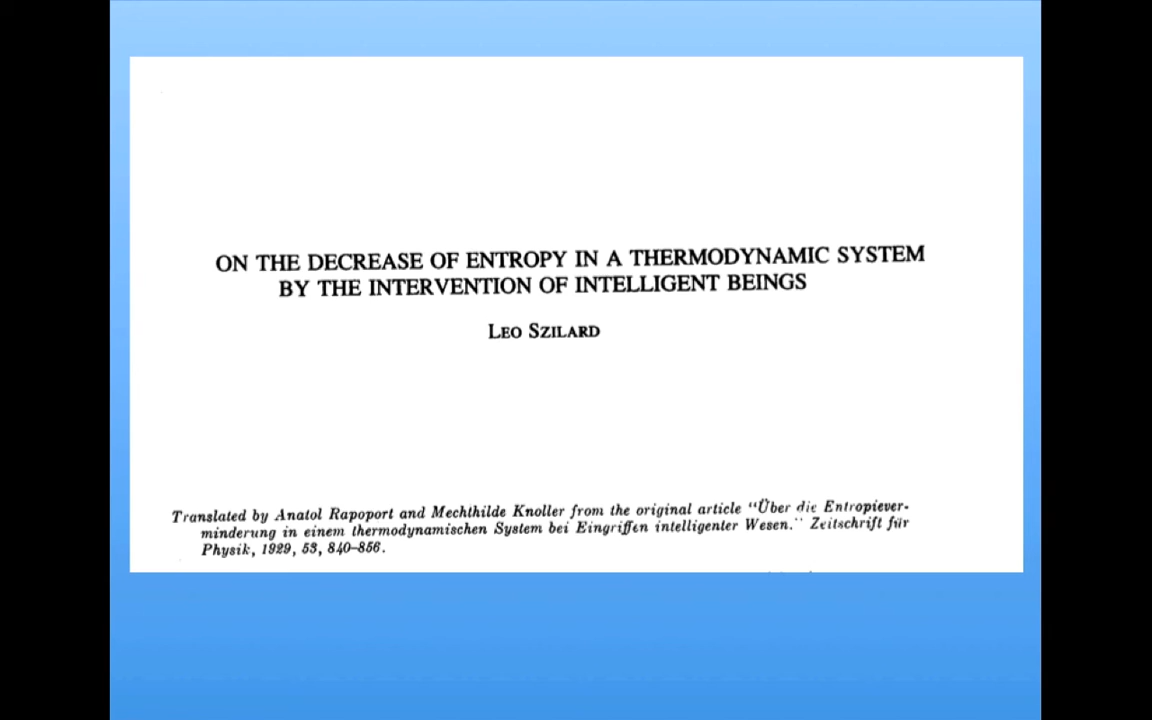 ON THE DECREASE OF ENTROPY IN A THERMODYNAMIC SYSTEM
BY THE INTERVENTION OF INTELLIGENT BEINGS
LEO SZILARD
Translated by Anatol Rapoport and Mechthilde Knoller from the original article "Über die Entropiever-
minderung in einem thermodynamischen System bei Eingriffen intelligenter Wesen." Zeitschrift für
Physik, 1929, 53, 840–856.